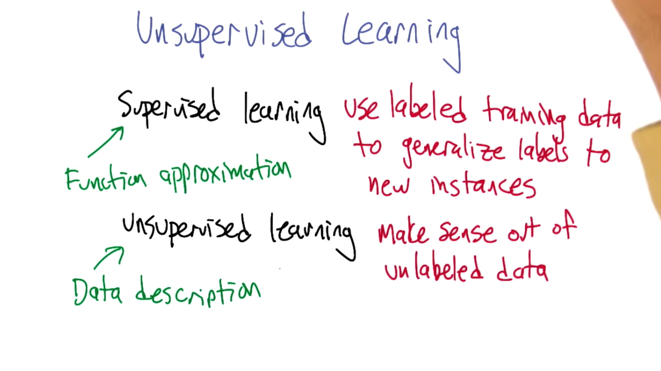 Unsupervised Learning
Supervised learning use labeled training data
to generalize labels to
Function approximation
new instances
unsupervised learning make sense out of
unlabeled data
Data description